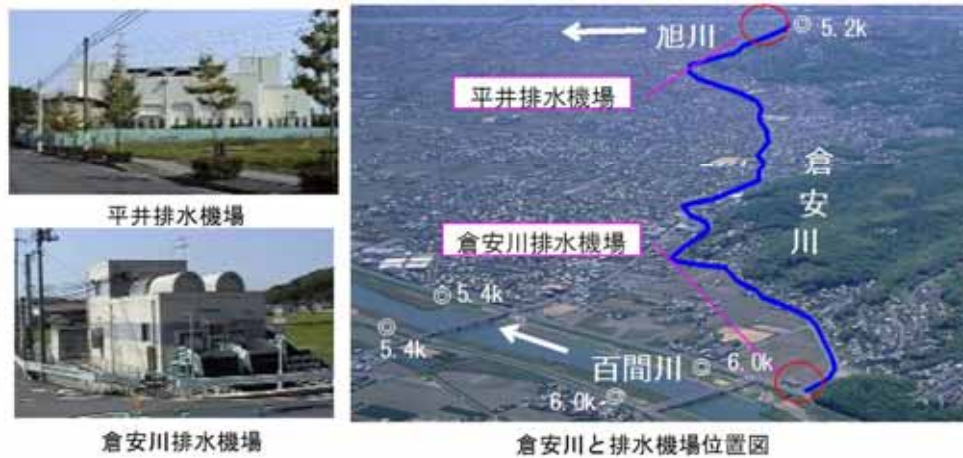 平井排水機場
倉安川排水機場
旭川
◎ 5.2k
平井排水機場
倉安川
倉安川排水機場
◎ 5.4k
◎
5.4k
百間川
◎
6.0k
6.0k ◎
倉安川と排水機場位置図